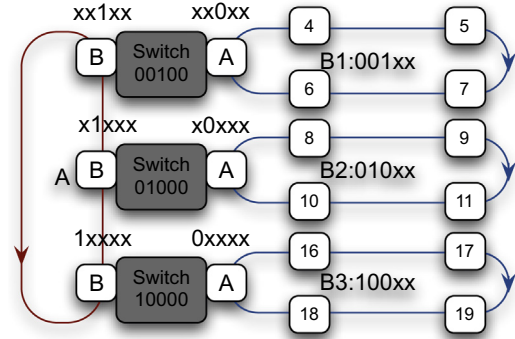 xx1xx xx0xx
B Switch 00100 A
4 5
B1:001xx
6 7
x1xxx x0xxx
A
B Switch 01000 A
8 9
B2:010xx
10 11
1xxxx 0xxxx
B Switch 10000 A
16 17
B3:100xx
18 19